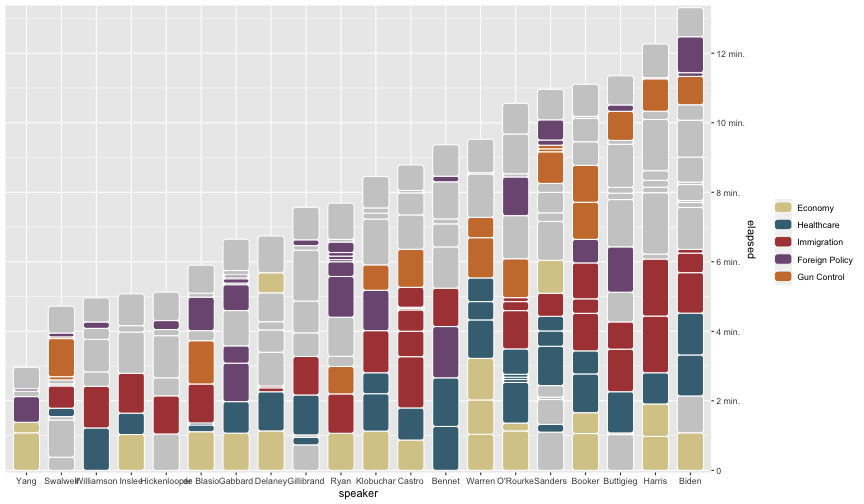 12 min.
10 min.
8 min.
6 min.
4 min.
2 min.
0
elapsed
Economy
Healthcare
Immigration
Foreign Policy
Gun Control
Yang Swalwell Williamson Inslee Hickenlooper de Blasio Gabbard Delaney Gillibrand Ryan Klobuchar Castro Bennet Warren O'Rourke Sanders Booker Buttigieg Harris Biden
speaker